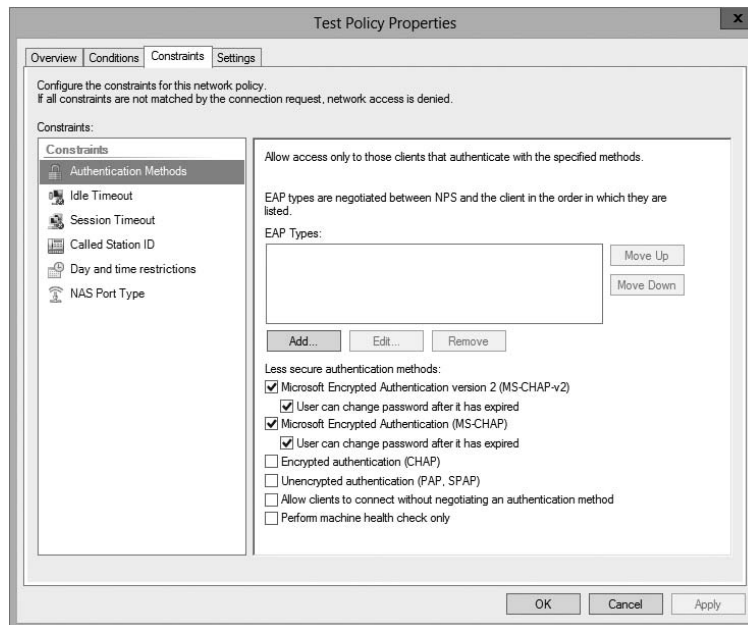 Test Policy Properties
x
Overview Conditions Constraints Settings
Configure the constraints for this network policy.
If all constraints are not matched by the connection request, network access is denied.
Constraints:
Constraints
Authentication Methods
Idle Timeout
Session Timeout
Called Station ID
Day and time restrictions
NAS Port Type
Allow access only to those clients that authenticate with the specified methods.
EAP types are negotiated between NPS and the client in the order in which they are
listed.
EAP Types:
Move Up
Move Down
Add... Edit... Remove
Less secure authentication methods:
Microsoft Encrypted Authentication version 2 (MS-CHAP-v2)
User can change password after it has expired
Microsoft Encrypted Authentication (MS-CHAP)
User can change password after it has expired
Encrypted authentication (CHAP)
Unencrypted authentication (PAP, SPAP)
Allow clients to connect without negotiating an authentication method
Perform machine health check only
OK Cancel Apply